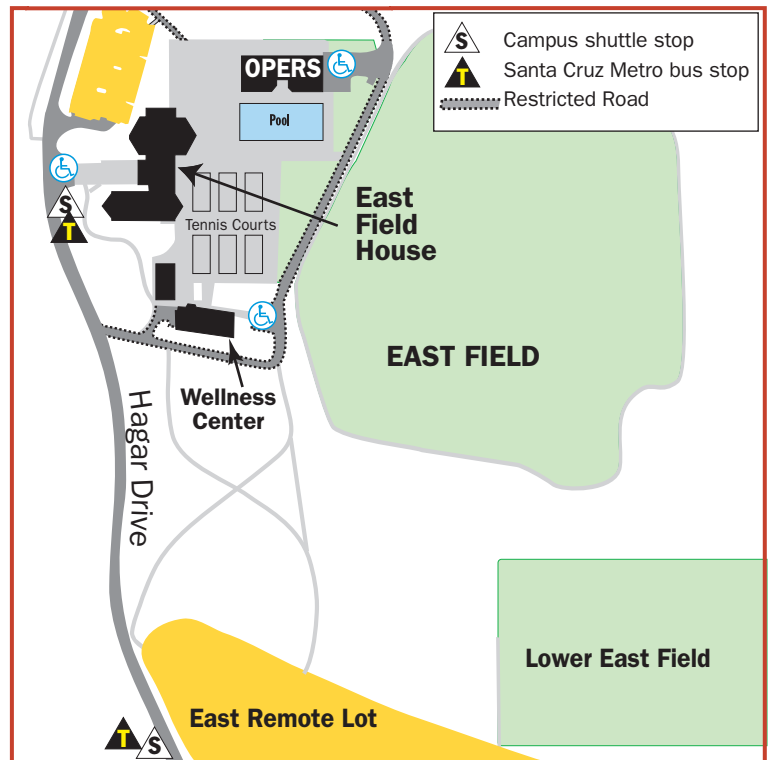 S Campus shuttle stop
T Santa Cruz Metro bus stop
Restricted Road
OPERS
Pool
S
T
East
Field
House
Tennis Courts
EAST FIELD
Wellness
Center
Hagar Drive
Lower East Field
East Remote Lot
T
S